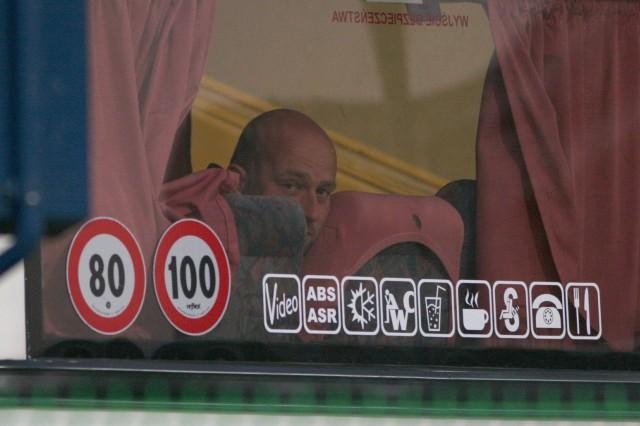 WYJŚCIE BEZPIECZEŃSTWA
80
100
Video
ABS
ASR
WC